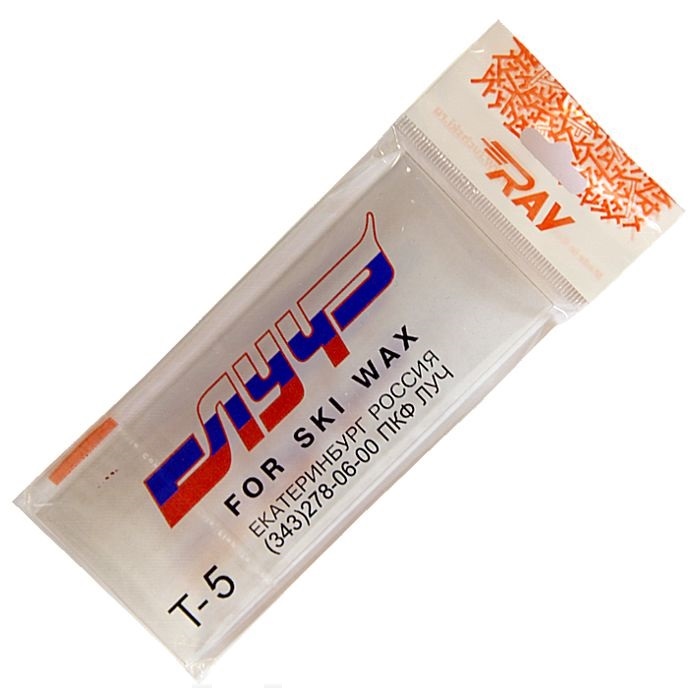 RAY
ЛУЧ
FOR SKI WAX
ЕКАТЕРИНБУРГ РОССИЯ
(343)278-06-00 ПКФ ЛУЧ
T-5